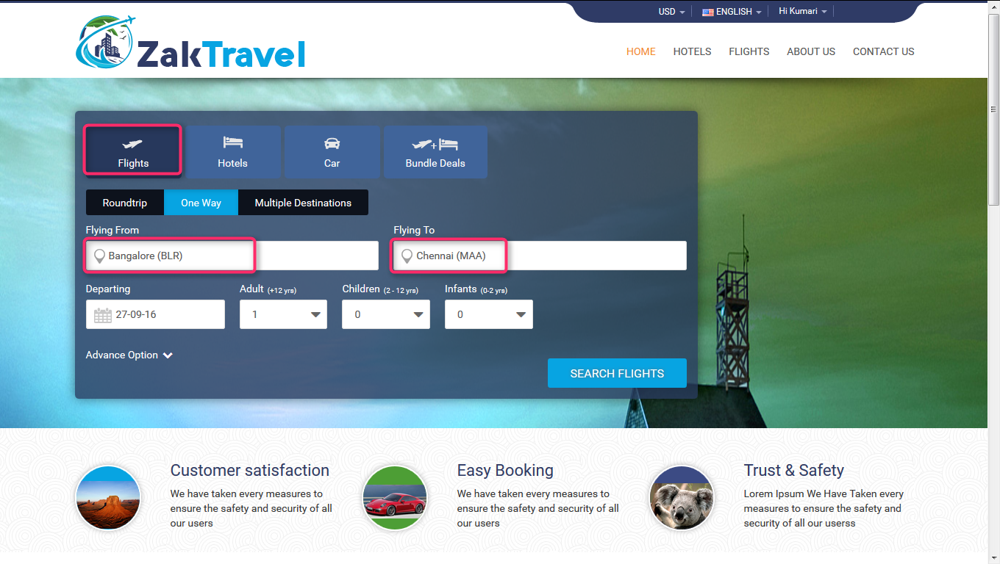 USD
ENGLISH
Hi Kumari
ZakTravel
HOME
HOTELS
FLIGHTS
ABOUT US
CONTACT US
Flights
Hotels
Car
+
Bundle Deals
Roundtrip
One Way
Multiple Destinations
Flying From
Flying To
Bangalore (BLR)
Chennai (MAA)
Departing
Adult (+12 yrs)
Children (2 - 12 yrs)
Infants (0-2 yrs)
27-09-16
1
0
0
Advance Option
SEARCH FLIGHTS
Customer satisfaction
We have taken every measures to
ensure the safety and security of all
our users
Easy Booking
We have taken every measures to
ensure the safety and security of all
our users
Trust & Safety
Lorem Ipsum We Have Taken every
measures to ensure the safety and
security of all our userss